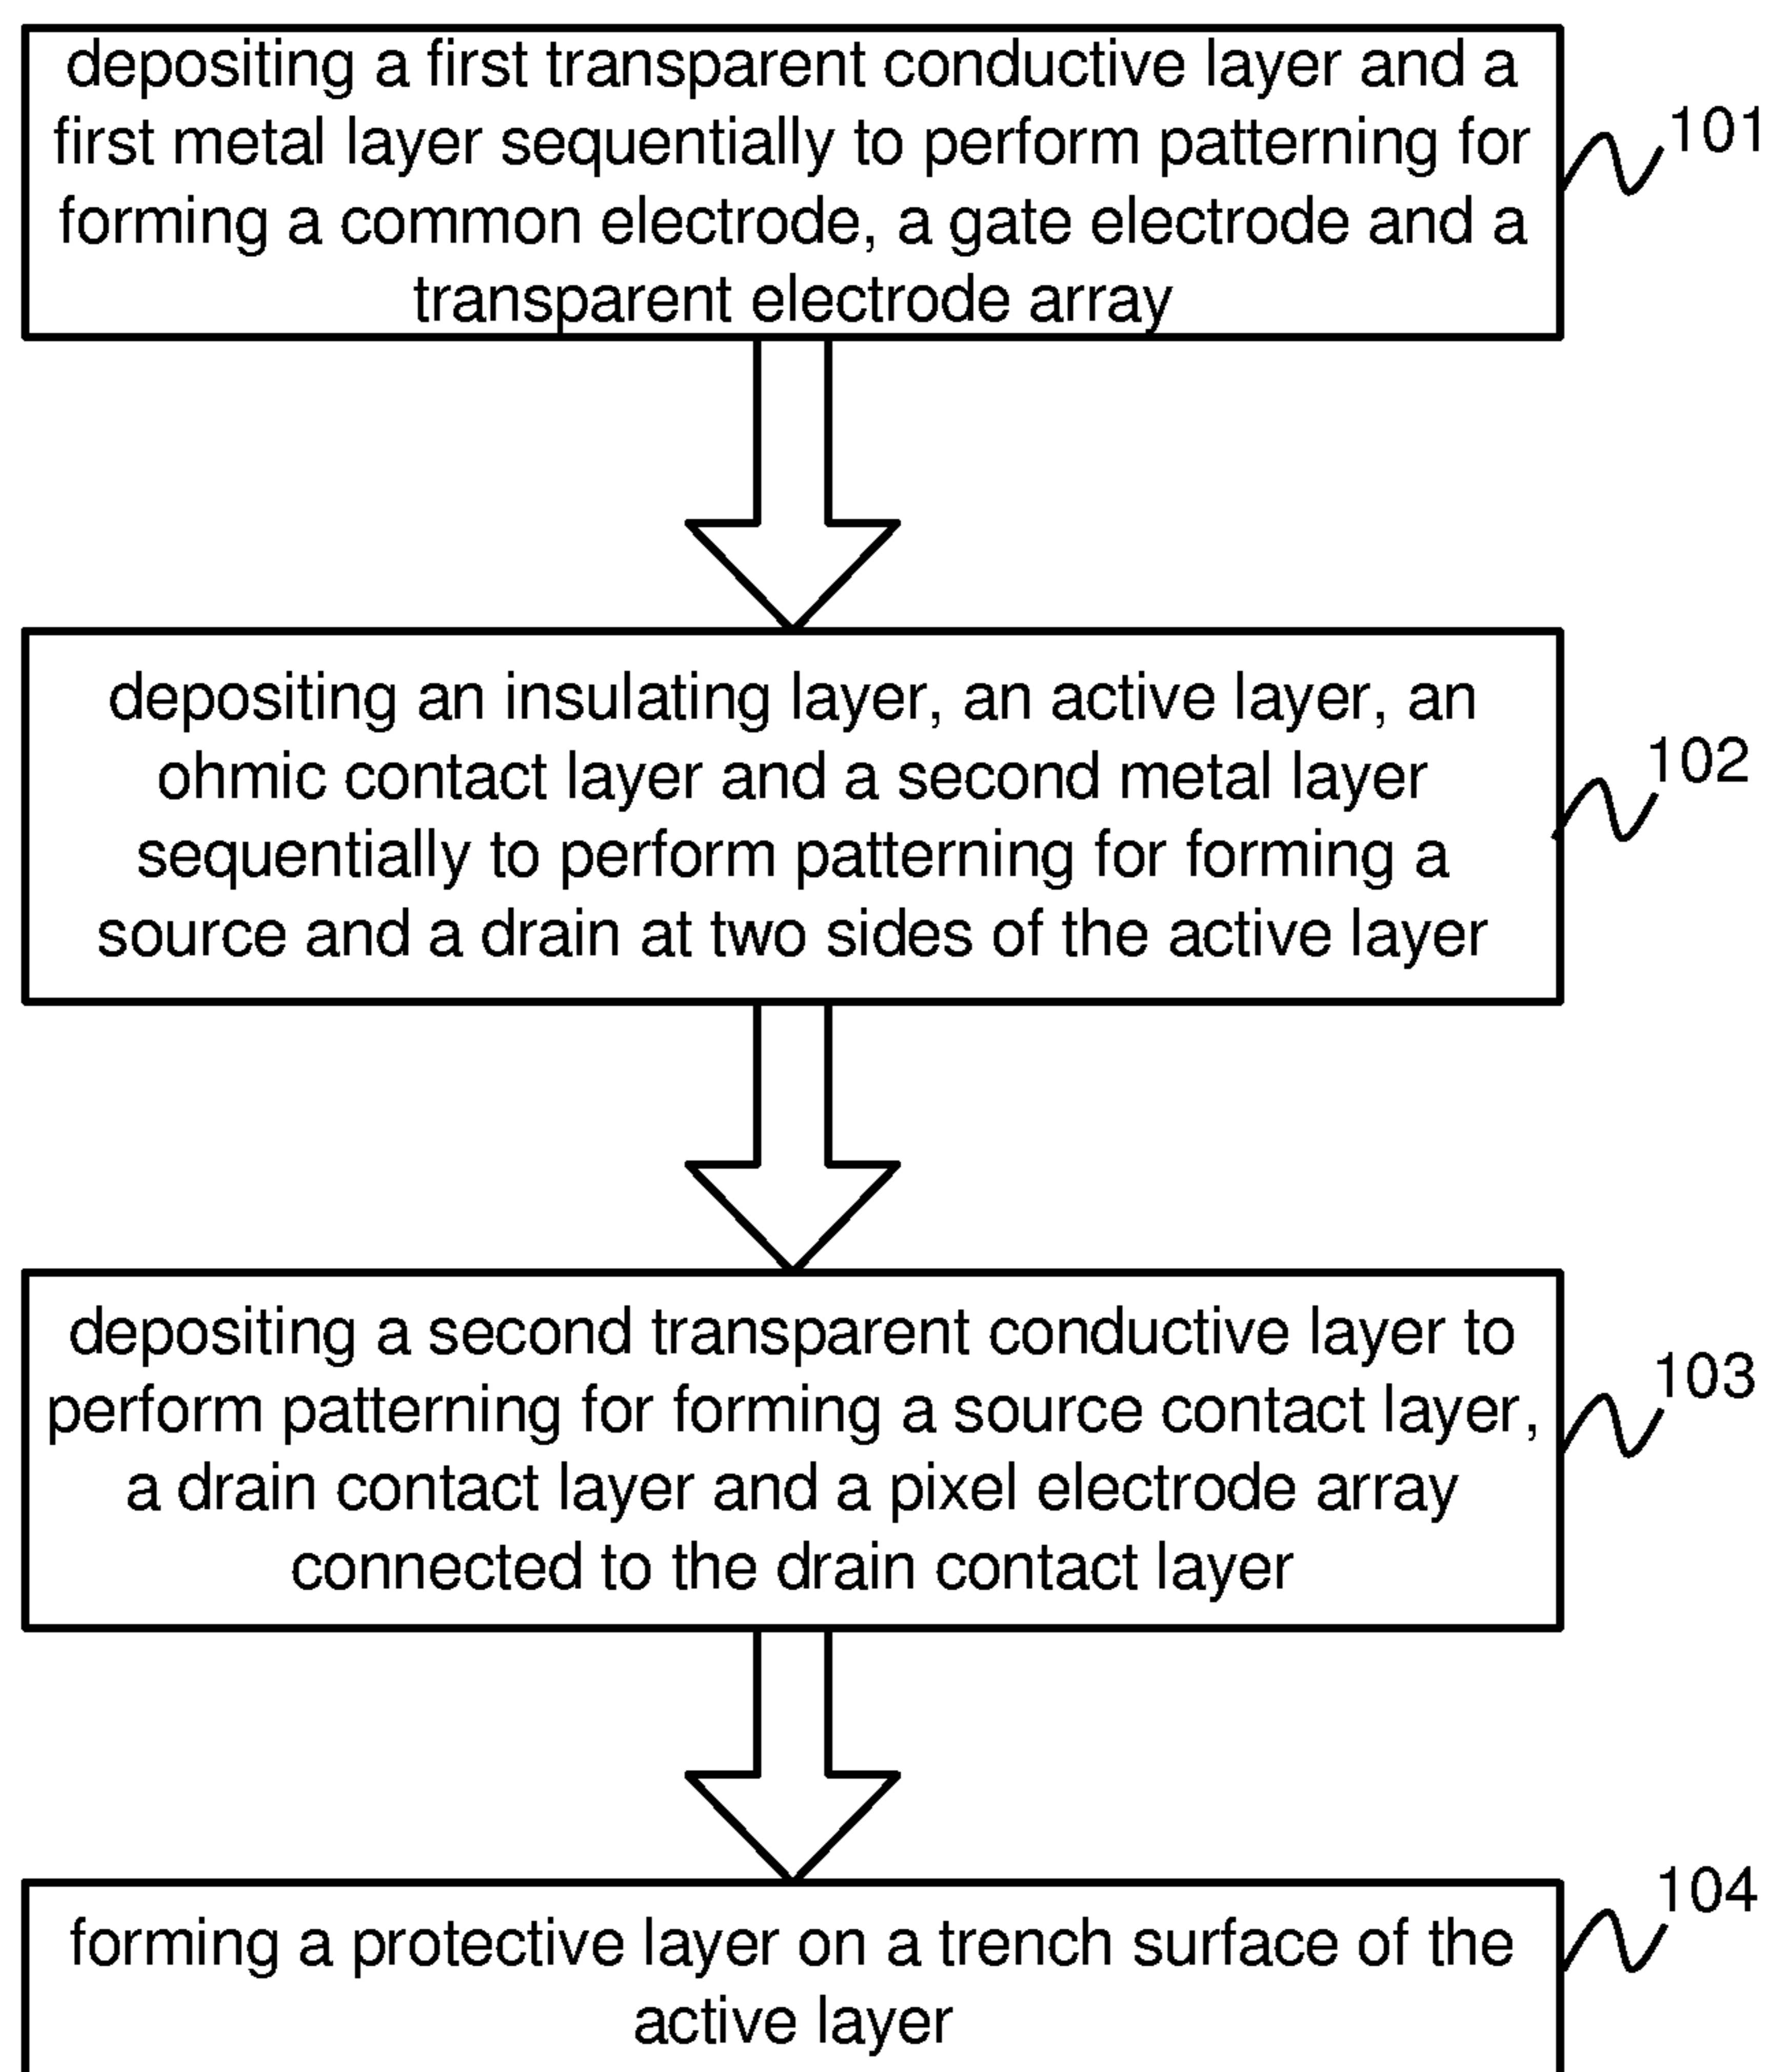 depositing a first transparent conductive layer and a
first metal layer sequentially to perform patterning for
forming a common electrode, a gate electrode and a
transparent electrode array
101
depositing an insulating layer, an active layer, an
ohmic contact layer and a second metal layer
sequentially to perform patterning for forming a
source and a drain at two sides of the active layer
102
depositing a second transparent conductive layer to
perform patterning for forming a source contact layer,
a drain contact layer and a pixel electrode array
connected to the drain contact layer
103
forming a protective layer on a trench surface of the
active layer
104